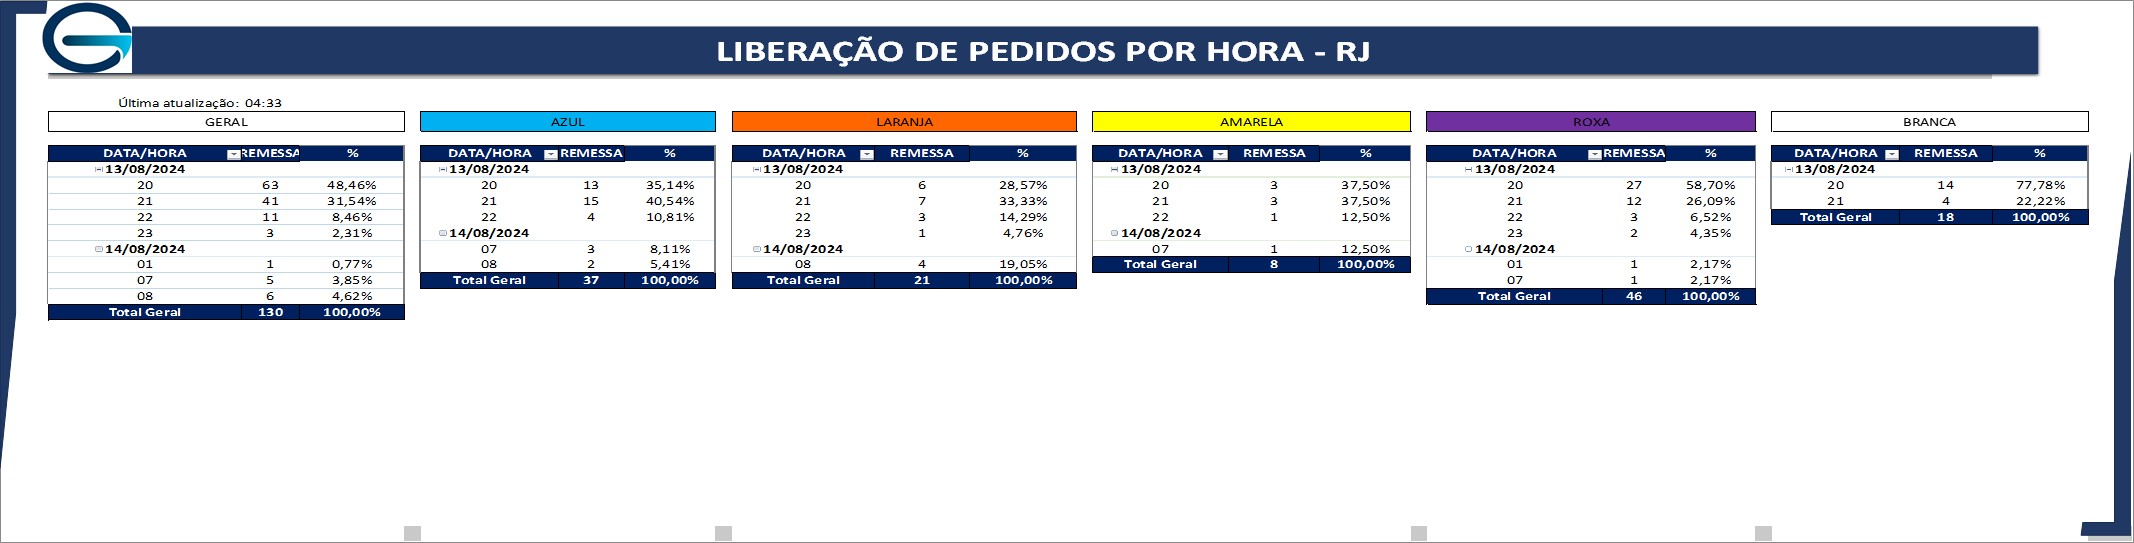 LIBERAÇÃO DE PEDIDOS POR HORA - RJ
Última atualização: 04:33
GERAL
DATA/HORA REMESSA %
13/08/2024
20 63 48,46%
21 41 31,54%
22 11 8,46%
23 3 2,31%
14/08/2024
01 1 0,77%
07 5 3,85%
08 6 4,62%
Total Geral 130 100,00%
AZUL
DATA/HORA REMESSA %
13/08/2024
20 13 35,14%
21 15 40,54%
22 4 10,81%
14/08/2024
07 3 8,11%
08 2 5,41%
Total Geral 37 100,00%
LARANJA
DATA/HORA REMESSA %
13/08/2024
20 6 28,57%
21 7 33,33%
22 3 14,29%
23 1 4,76%
14/08/2024
08 4 19,05%
Total Geral 21 100,00%
AMARELA
DATA/HORA REMESSA %
13/08/2024
20 3 37,50%
21 3 37,50%
22 1 12,50%
14/08/2024
07 1 12,50%
Total Geral 8 100,00%
ROXA
DATA/HORA REMESSA %
13/08/2024
20 27 58,70%
21 12 26,09%
22 3 6,52%
23 2 4,35%
14/08/2024
01 1 2,17%
07 1 2,17%
Total Geral 46 100,00%
BRANCA
DATA/HORA REMESSA %
13/08/2024
20 14 77,78%
21 4 22,22%
Total Geral 18 100,00%